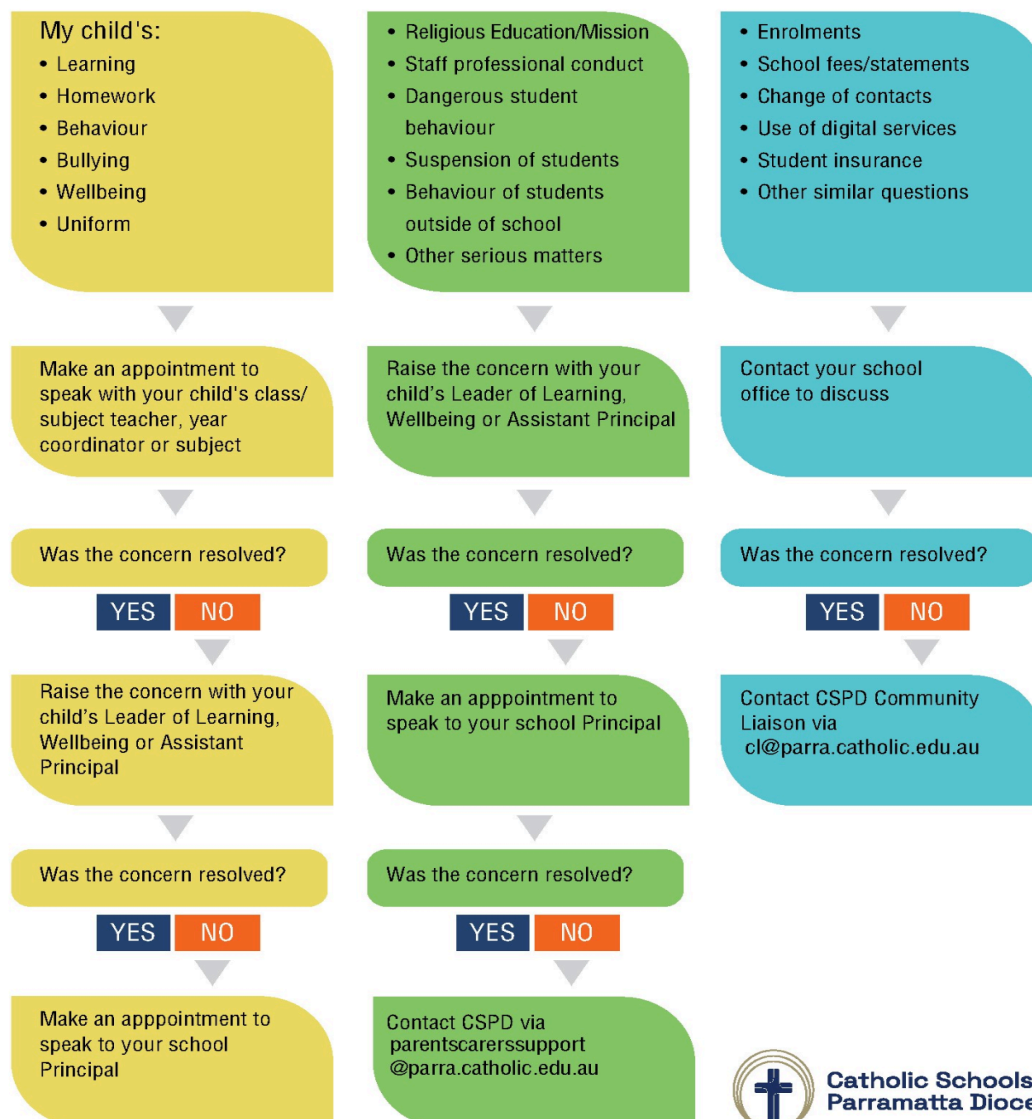 My child's:
• Learning
• Homework
• Behaviour
• Bullying
• Wellbeing
• Uniform
• Religious Education/Mission
• Staff professional conduct
• Dangerous student
behaviour
• Suspension of students
• Behaviour of students
outside of school
• Other serious matters
• Enrolments
• School fees/statements
• Change of contacts
• Use of digital services
• Student insurance
• Other similar questions
Make an appointment to
speak with your child's class/
subject teacher, year
coordinator or subject
Raise the concern with your
child's Leader of Learning,
Wellbeing or Assistant Principal
Contact your school
office to discuss
Was the concern resolved?
Was the concern resolved?
Was the concern resolved?
YES NO
YES NO
YES NO
Raise the concern with your
child's Leader of Learning,
Wellbeing or Assistant
Principal
Make an apppointment to
speak to your school Principal
Contact CSPD Community
Liaison via
cl@parra.catholic.edu.au
Was the concern resolved?
Was the concern resolved?
YES NO
YES NO
Make an apppointment to
speak to your school
Principal
Contact CSPD via
parentscarerssupport
@parra.catholic.edu.au
Catholic Schools
Parramatta Dioce